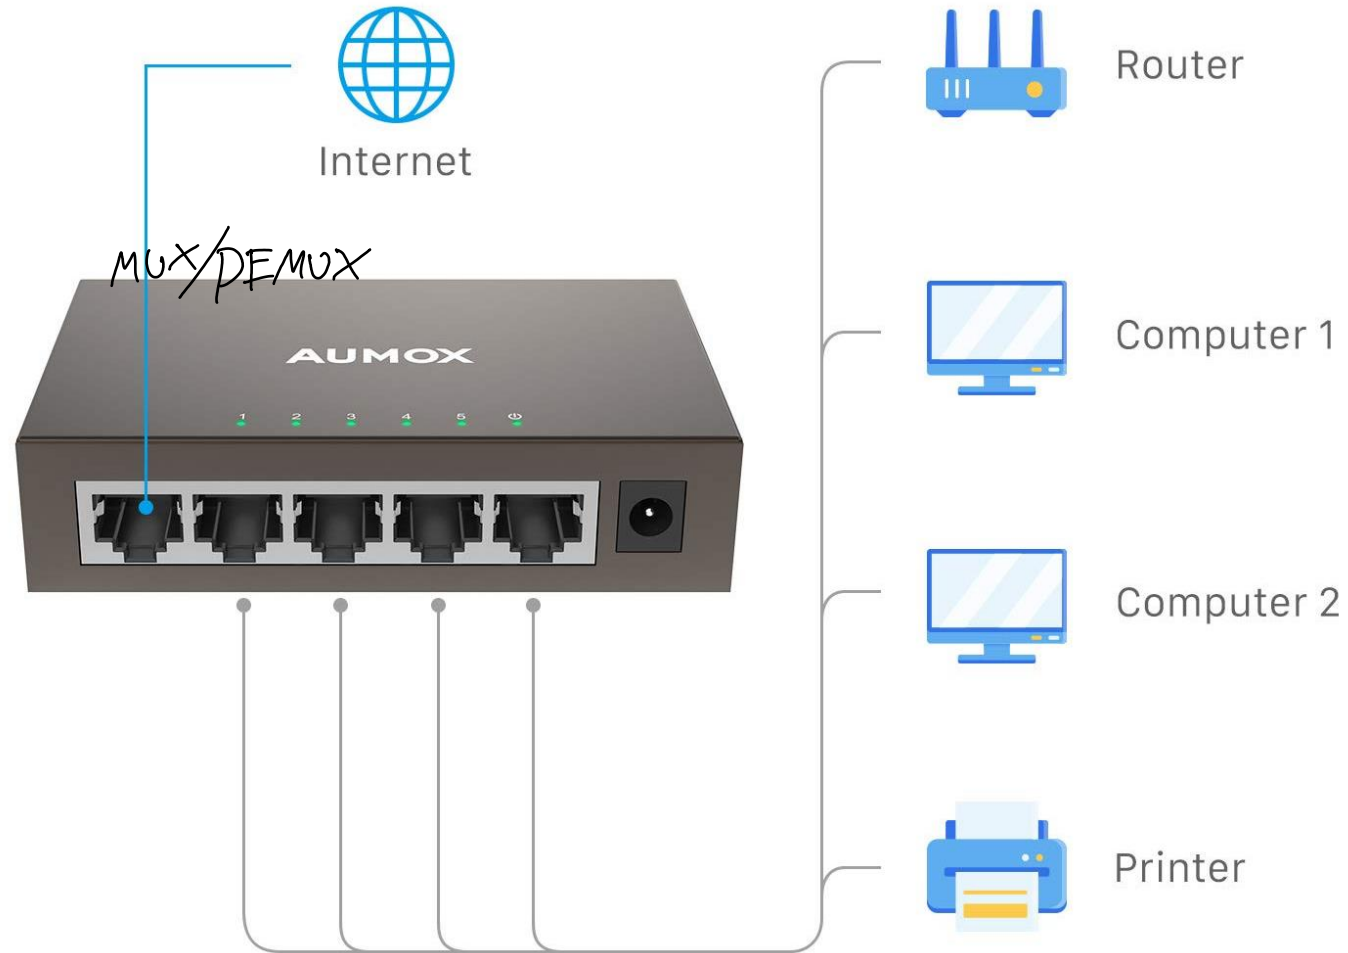 Internet
Router
MUX/DEMUX
AUMOX
1 2 3 4 5
Computer 1
Computer 2
Printer